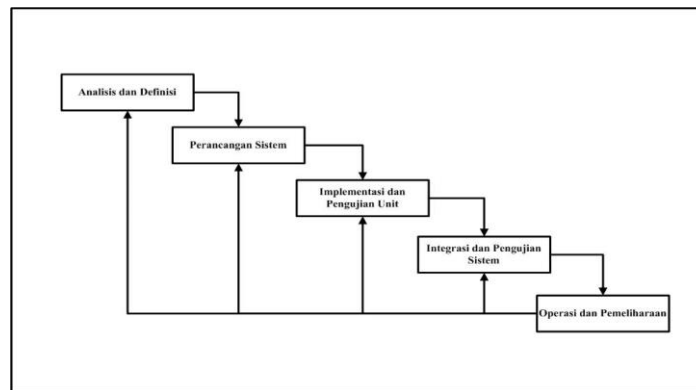 Analisis dan Definisi
Perancangan Sistem
Implementasi dan
Pengujian Unit
Integrasi dan Pengujian
Sistem
Operasi dan Pemeliharaan